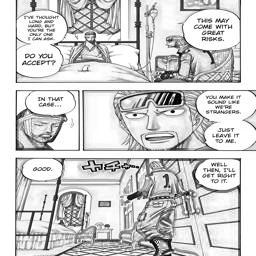 I'VE THOUGHT
LONG AND
HARD, BUT
YOU'RE THE
ONLY ONE
I CAN ASK.
DO YOU
ACCEPT?
THIS MAY
COME WITH
GREAT
RISKS.
IN THAT
CASE...
YOU MAKE IT
SOUND LIKE
WE'RE
STRANGERS.
JUST
LEAVE IT
TO ME.
GOOD.
WELL
THEN, I'LL
GET RIGHT
TO IT.
1